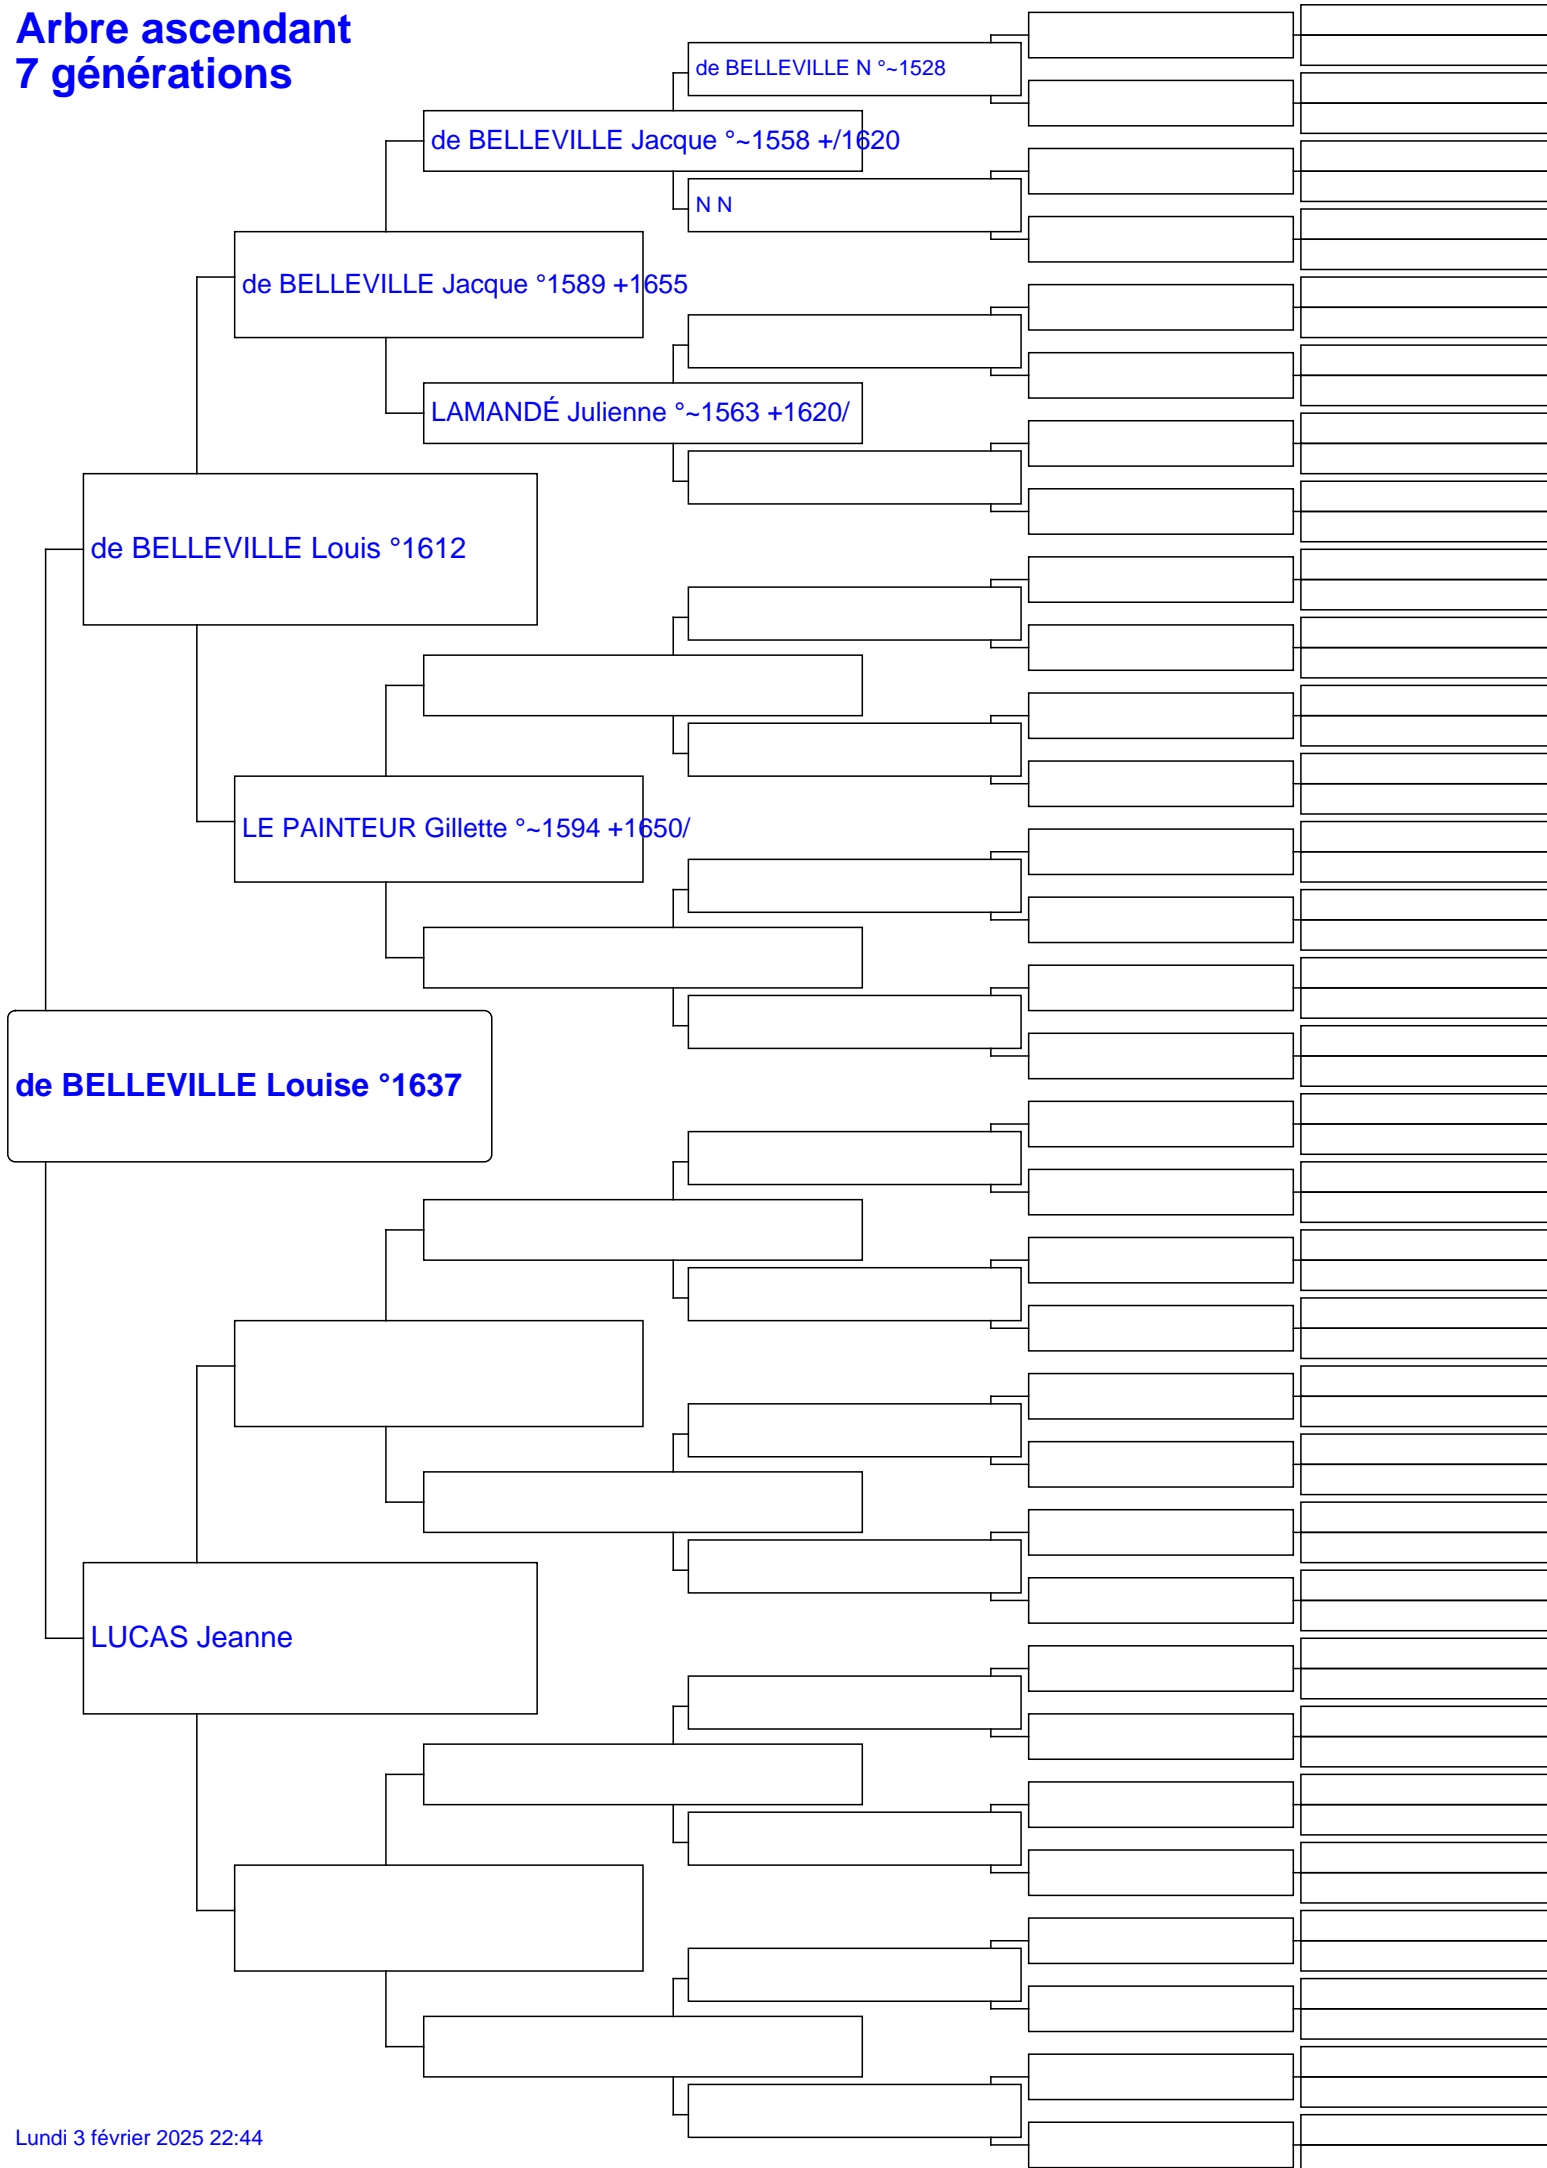 Arbre ascendant
7 générations
de BELLEVILLE N °~1528
de BELLEVILLE Jacque °~1558 +/1620
N N
de BELLEVILLE Jacque °1589 +1655
LAMANDÉ Julienne °~1563 +1620/
de BELLEVILLE Louis °1612
LE PAINTEUR Gillette °~1594 +1650/
de BELLEVILLE Louise °1637
LUCAS Jeanne
Lundi 3 février 2025 22:44